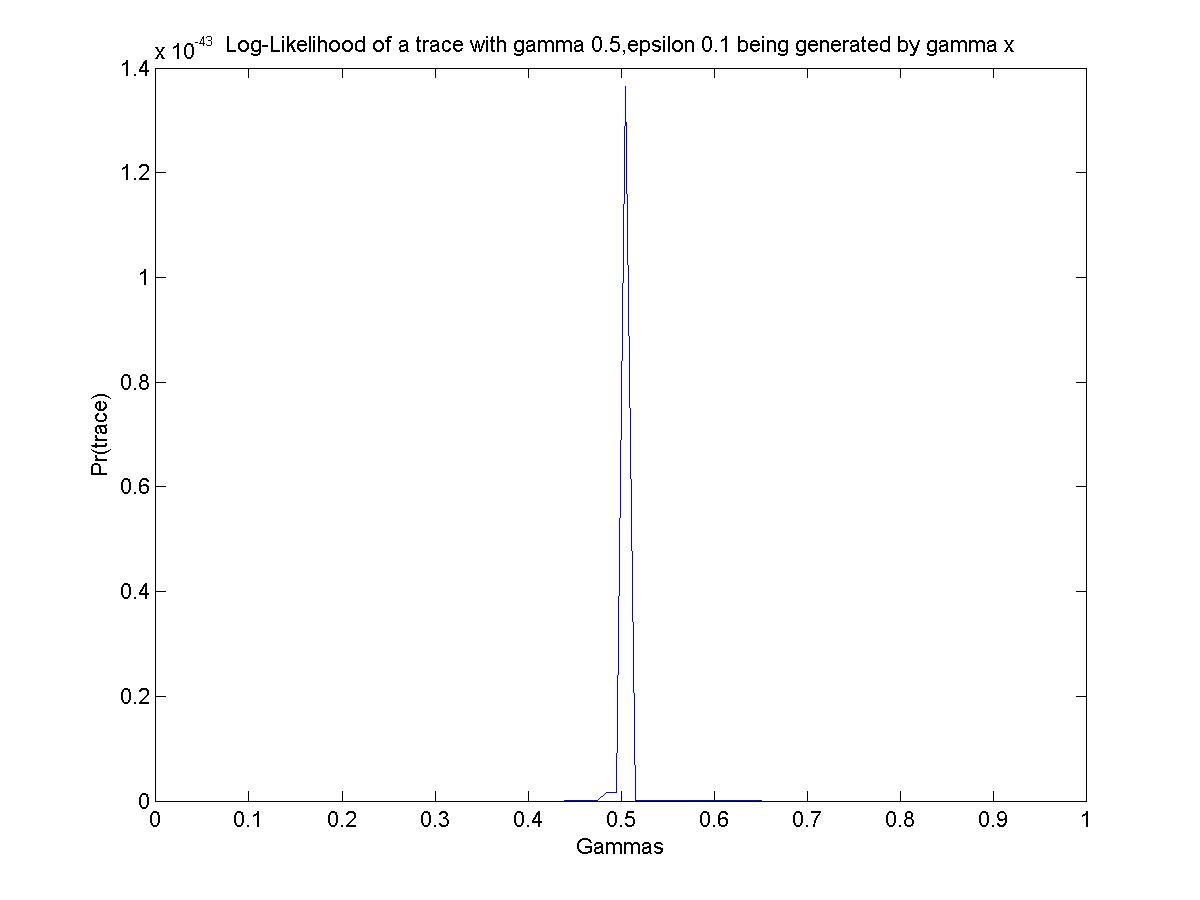 x 10^-43 Log-Likelihood of a trace with gamma 0.5,epsilon 0.1 being generated by gamma x
1.4
1.2
1
0.8
0.6
0.4
0.2
0
Pr(trace)
0 0.1 0.2 0.3 0.4 0.5 0.6 0.7 0.8 0.9 1
Gammas